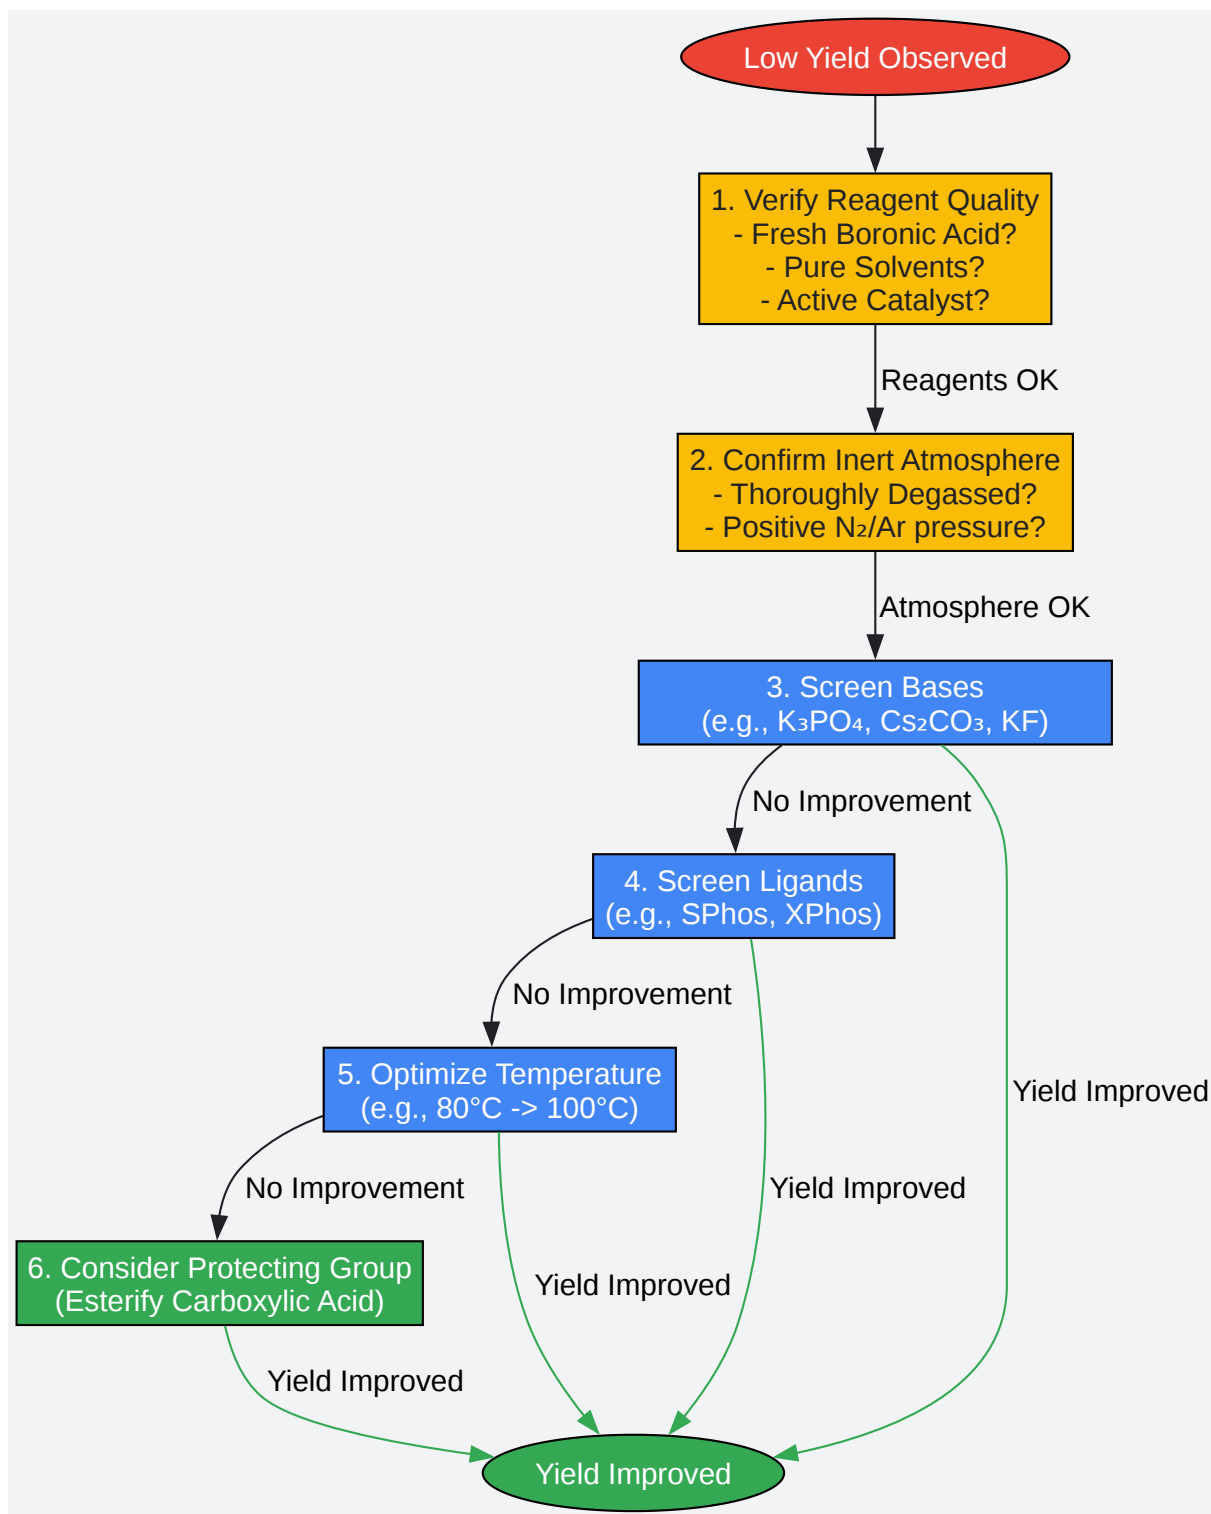 Low Yield Observed
1. Verify Reagent Quality
- Fresh Boronic Acid?
- Pure Solvents?
- Active Catalyst?
Reagents OK
2. Confirm Inert Atmosphere
- Thoroughly Degassed?
- Positive N₂/Ar pressure?
Atmosphere OK
3. Screen Bases
(e.g., K₃PO₄, Cs₂CO₃, KF)
No Improvement
4. Screen Ligands
(e.g., SPhos, XPhos)
No Improvement
5. Optimize Temperature
(e.g., 80°C -> 100°C)
Yield Improved
No Improvement
Yield Improved
6. Consider Protecting Group
(Esterify Carboxylic Acid)
Yield Improved
Yield Improved
Yield Improved